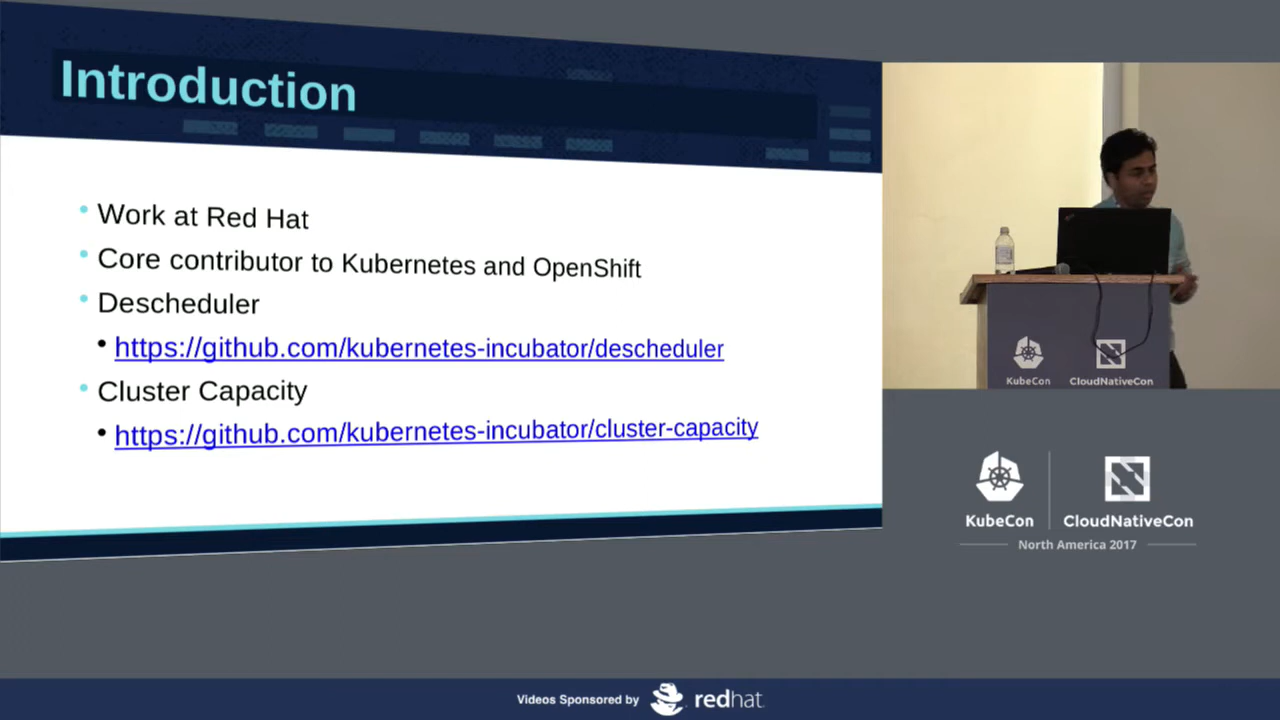 Introduction
Work at Red Hat
Core contributor to Kubernetes and OpenShift
Descheduler
https://github.com/kubernetes-incubator/descheduler
Cluster Capacity
https://github.com/kubernetes-incubator/cluster-capacity
KubeCon
CloudNativeCon
KubeCon
CloudNativeCon
North America 2017
Videos Sponsored by
redhat.